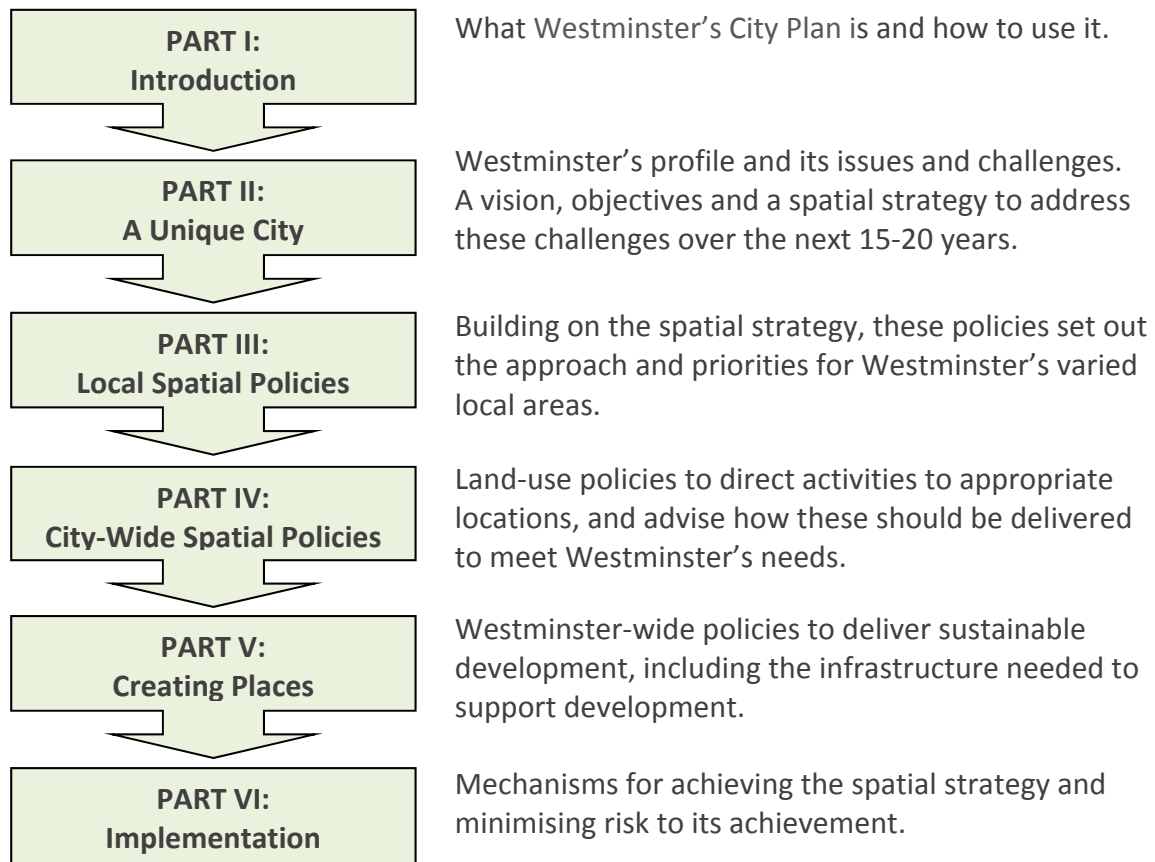 PART I:
Introduction
What Westminster’s City Plan is and how to use it.
PART II:
A Unique City
Westminster’s profile and its issues and challenges.
A vision, objectives and a spatial strategy to address
these challenges over the next 15-20 years.
PART III:
Local Spatial Policies
Building on the spatial strategy, these policies set out
the approach and priorities for Westminster’s varied
local areas.
PART IV:
City-Wide Spatial Policies
Land-use policies to direct activities to appropriate
locations, and advise how these should be delivered
to meet Westminster’s needs.
PART V:
Creating Places
Westminster-wide policies to deliver sustainable
development, including the infrastructure needed to
support development.
PART VI:
Implementation
Mechanisms for achieving the spatial strategy and
minimising risk to its achievement.